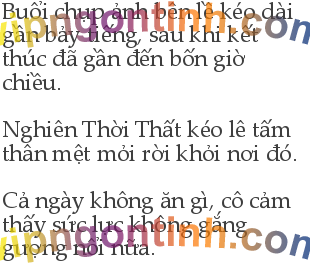 Buổi chụp ảnh bên lề kéo dài
gần bảy tiếng, sau khi kết
thúc đã gần đến bốn giờ
chiều.
Nghiên Thời Thất kéo lê tấm
thân mệt mỏi rời khỏi nơi đó.
Cả ngày không ăn gì, cô cảm
thấy sức lực không gắng
gượng nổi nữa.